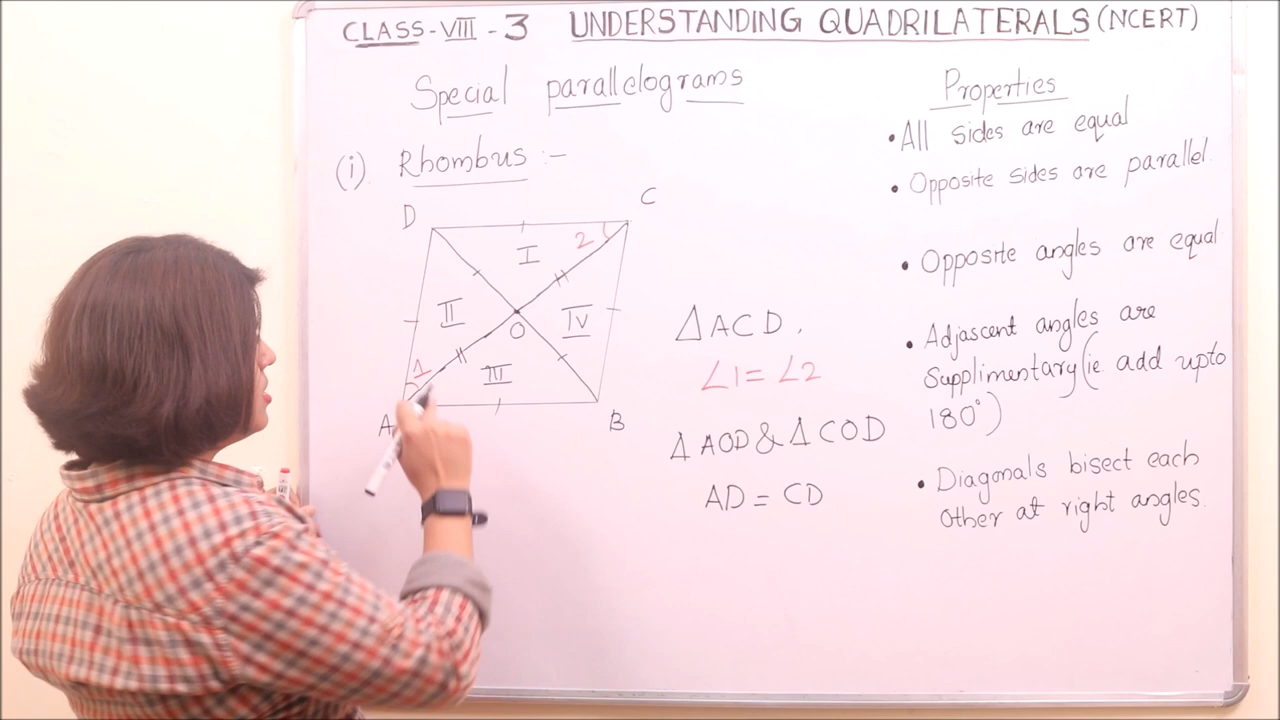 CLASS-VIII - 3 UNDERSTANDING QUADRILATERALS (NCERT)
Special parallelograms
(i) Rhombus :-
D
C
2
I
II
O
IV
1
III
A
B
△ACD.
∠1=∠2
△AOD & △COD
AD = CD
Properties
• All sides are equal
• Opposite sides are parallel.
• Opposite angles are equal
• Adjascent angles are
Supplimentary (ie add upto
180°)
• Diagonals bisect each
other at right angles.